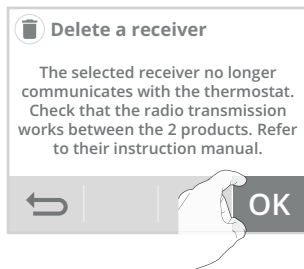 Delete a receiver
The selected receiver no longer
communicates with the thermostat.
Check that the radio transmission
works between the 2 products. Refer
to their instruction manual.
OK